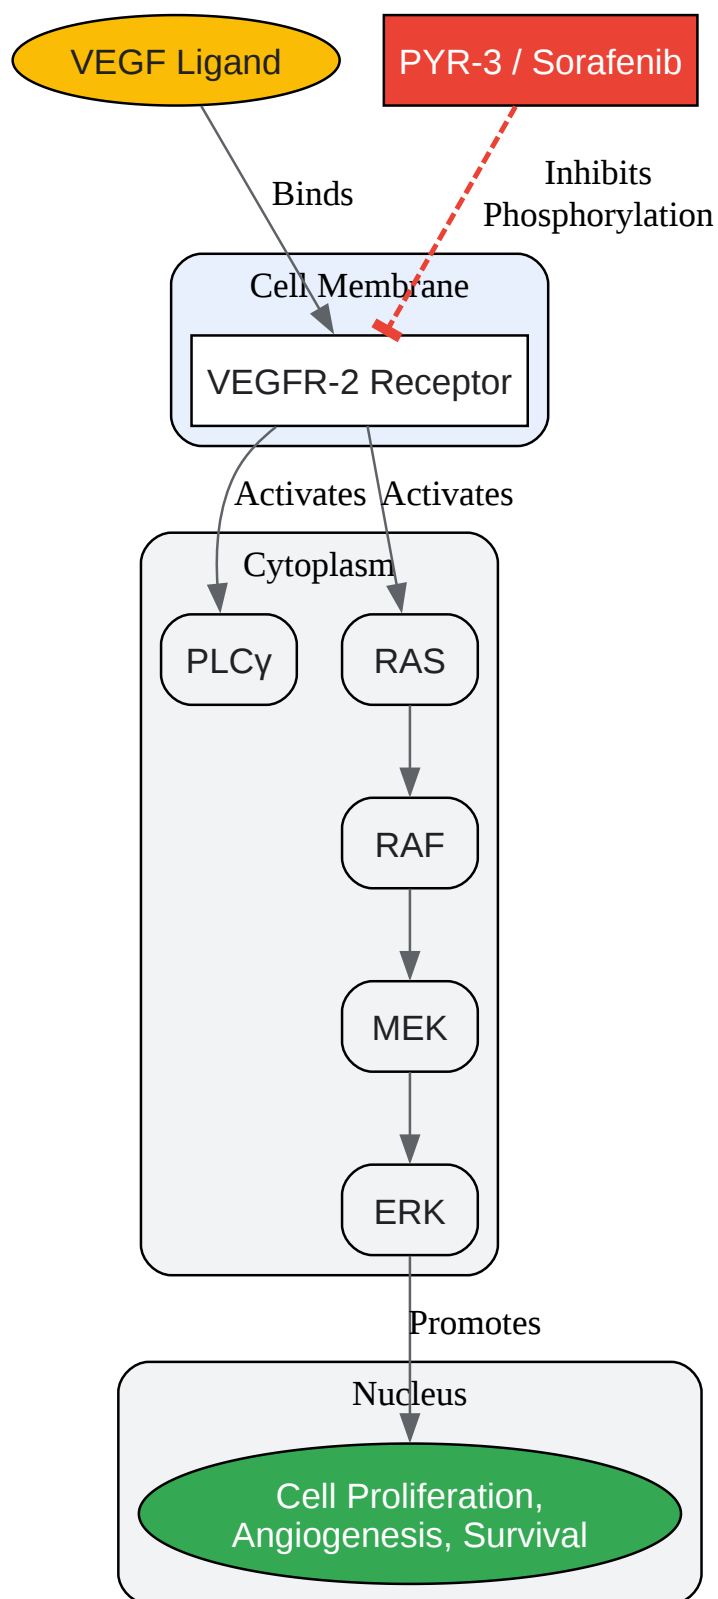 VEGF Ligand
PYR-3 / Sorafenib
Binds
Inhibits
Phosphorylation
Cell Membrane
VEGFR-2 Receptor
Activates
Activates
Cytoplasm
PLCγ
RAS
RAF
MEK
ERK
Promotes
Nucleus
Cell Proliferation,
Angiogenesis, Survival